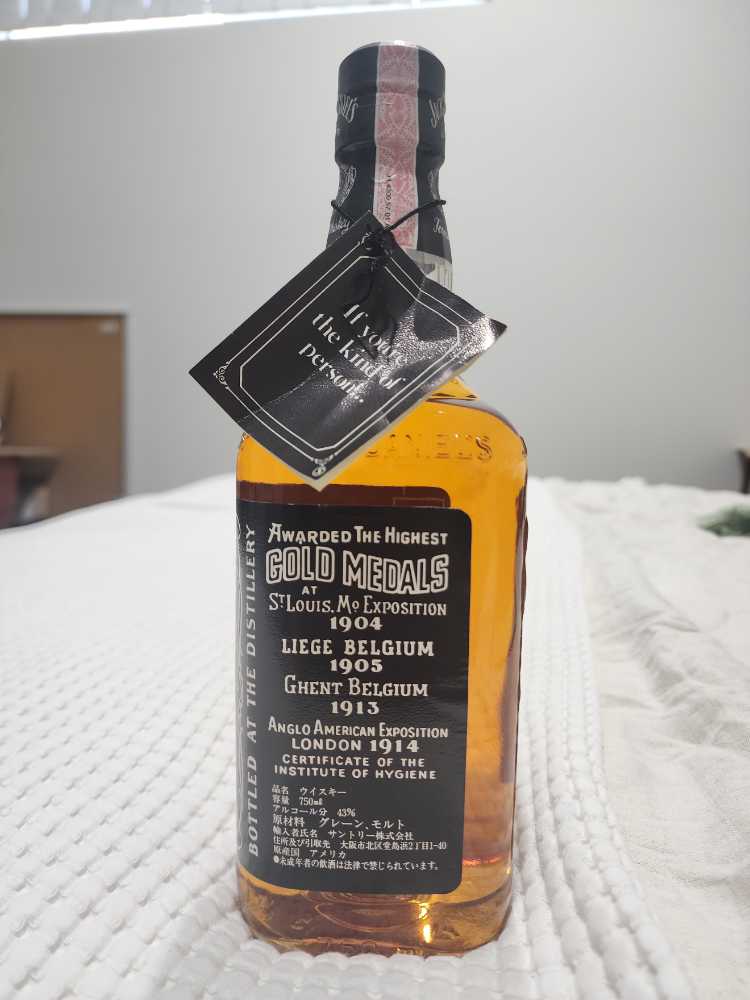 If you're
the kind of
person...
DANIEL'S
AWARDED THE HIGHEST
GOLD MEDALS
AT
ST. LOUIS, MO EXPOSITION
1904
LIEGE BELGIUM
1905
GHENT BELGIUM
1913
ANGLO AMERICAN EXPOSITION
LONDON 1914
CERTIFICATE OF THE
INSTITUTE OF HYGIENE
品名 ウイスキー
容量 750ml
アルコール分 43%
原材料 グレーン、モルト
輸入者氏名 サントリー株式会社
住所及び引取先 大阪市北区堂島浜2丁目1-40
原産国 アメリカ
●未成年者の飲酒は法律で禁じられています。
BOTTLED AT THE DISTILLERY